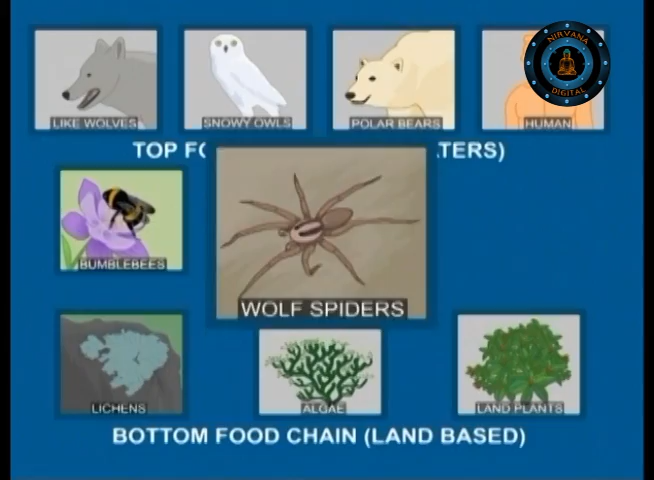 NIRVANA
DIGITAL
LIKE WOLVES
SNOWY OWLS
POLAR BEARS
HUMAN
TOP
BUMBLEBEES
WOLF SPIDERS
LICHENS
ALGAE
LAND PLANTS
BOTTOM FOOD CHAIN (LAND BASED)